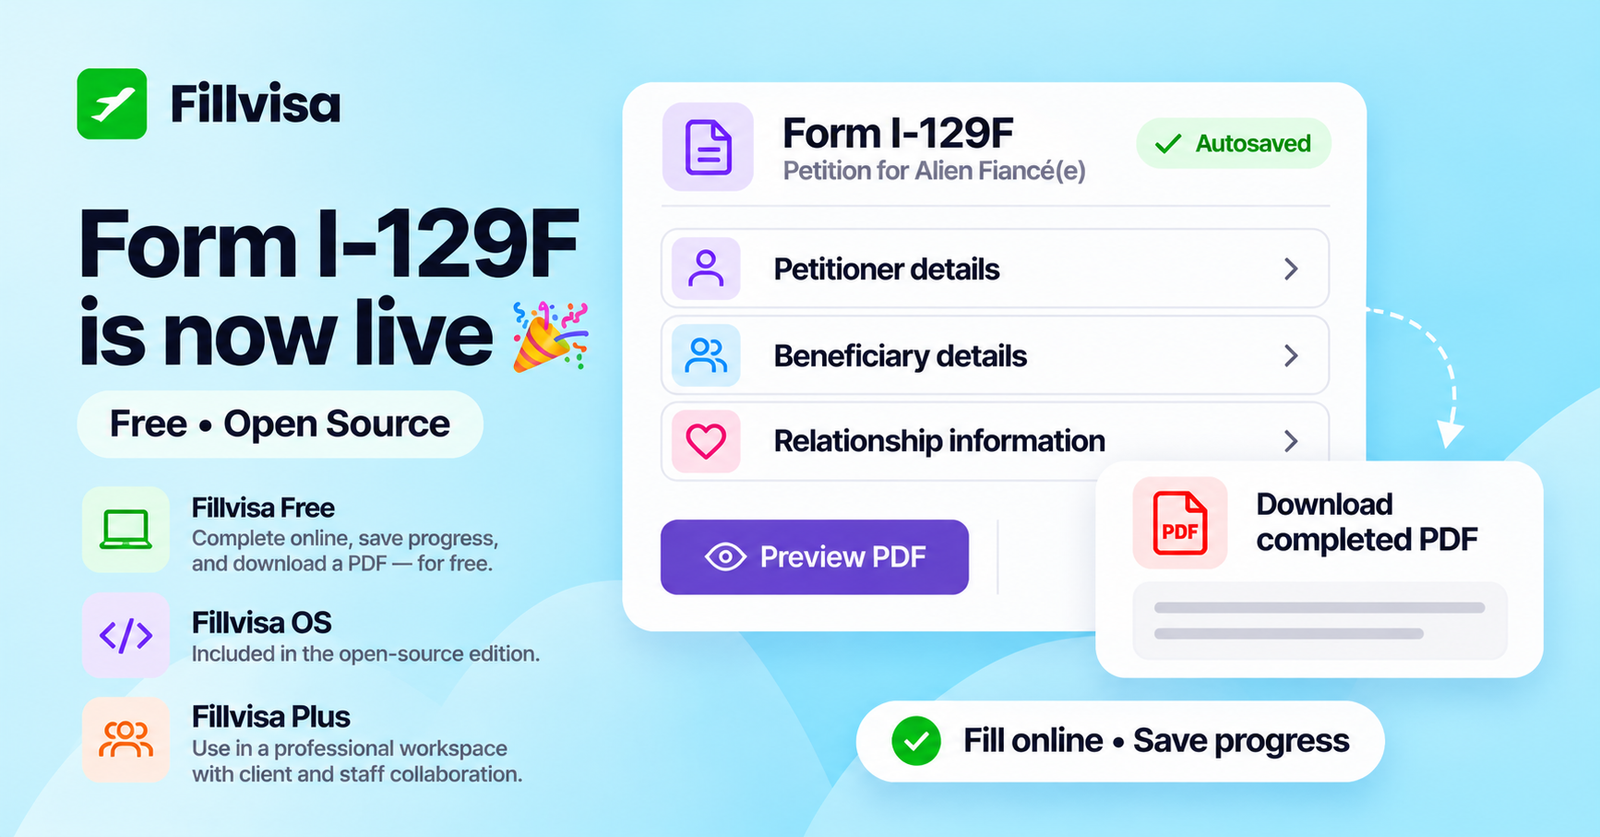 Fillvisa
Form I-129F
is now live
Free • Open Source
Fillvisa Free
Complete online, save progress,
and download a PDF — for free.
Fillvisa OS
Included in the open-source edition.
Fillvisa Plus
Use in a professional workspace
with client and staff collaboration.
Form I-129F
Petition for Alien Fiancé(e)
Autosaved
Petitioner details
Beneficiary details
Relationship information
Preview PDF
PDF
Download
completed PDF
Fill online • Save progress